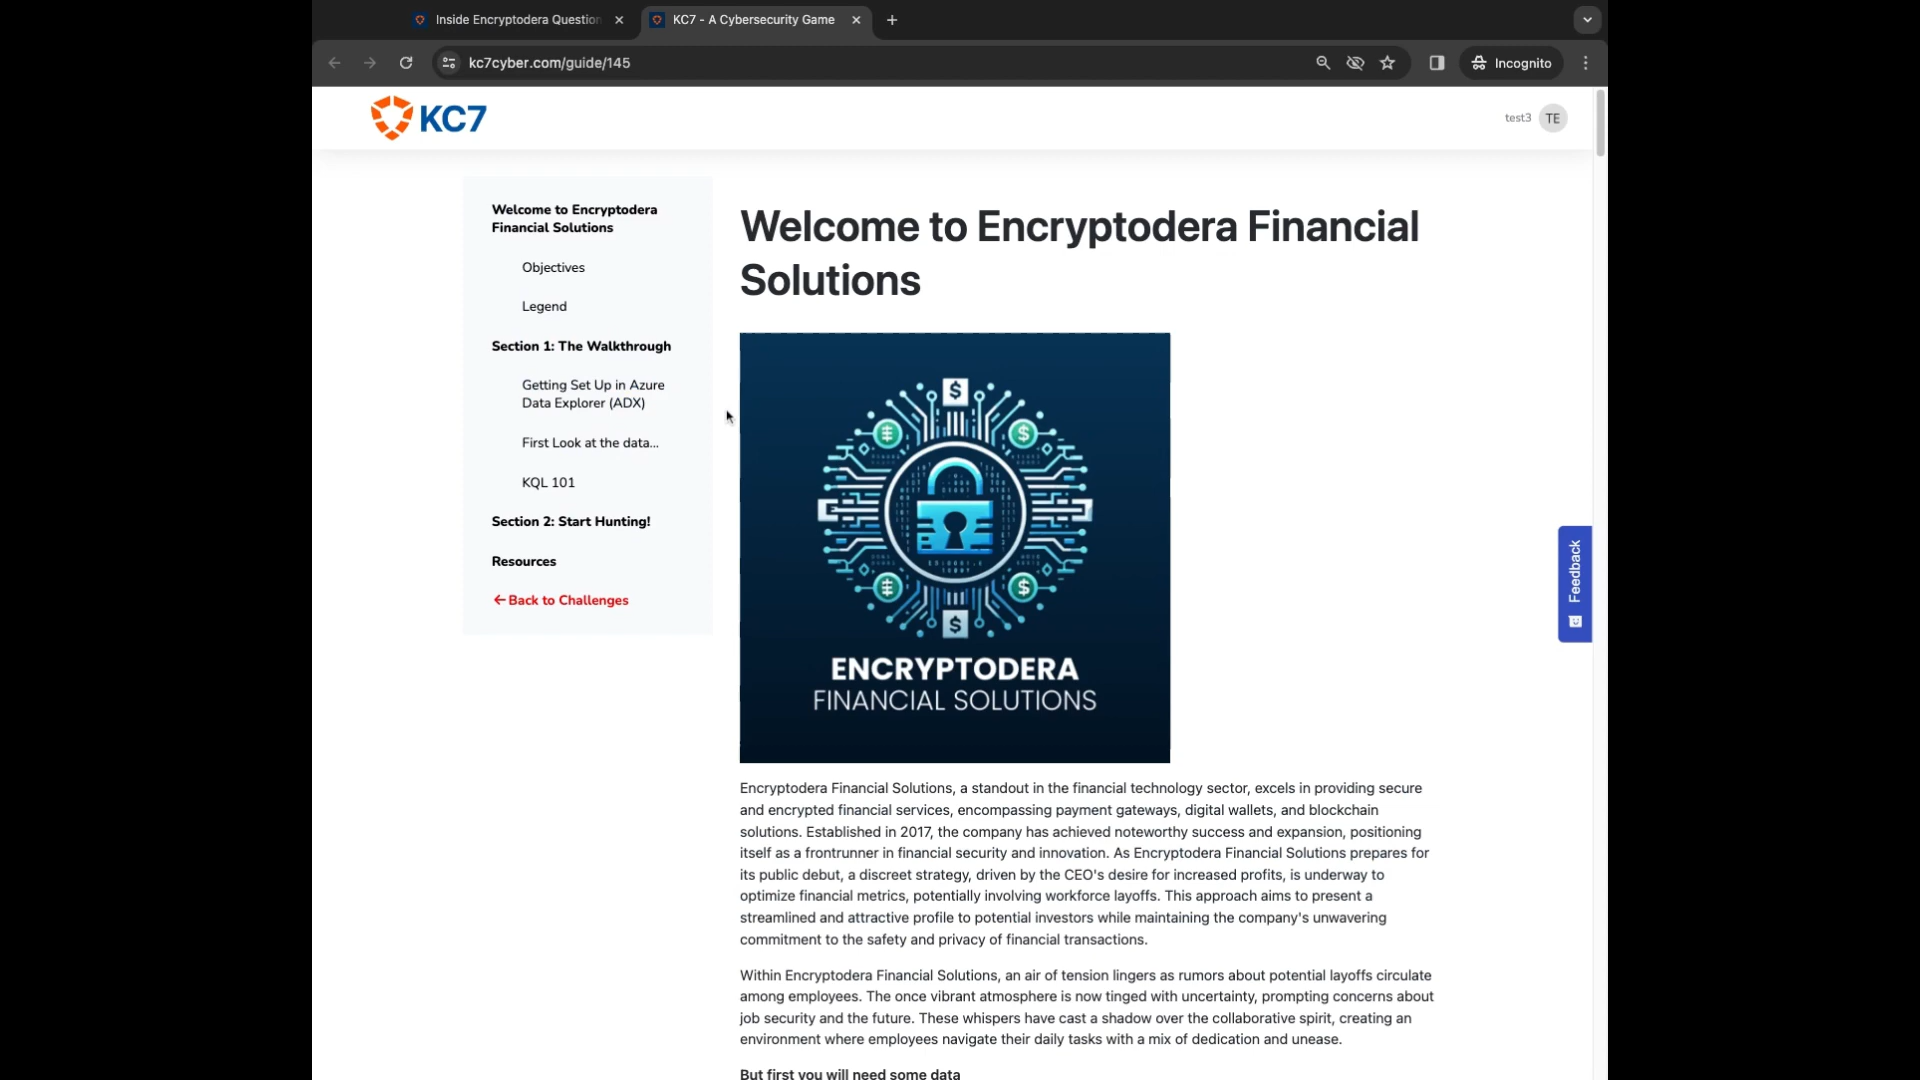 Inside Encryptodera Question
KC7 - A Cybersecurity Game
kc7cyber.com/guide/145
Incognito
KC7
test3
TE
Welcome to Encryptodera
Financial Solutions
Objectives
Legend
Section 1: The Walkthrough
Getting Set Up in Azure
Data Explorer (ADX)
First Look at the data...
KQL 101
Section 2: Start Hunting!
Resources
←Back to Challenges
Welcome to Encryptodera Financial
Solutions
ENCRYPTODERA
FINANCIAL SOLUTIONS
Encryptodera Financial Solutions, a standout in the financial technology sector, excels in providing secure
and encrypted financial services, encompassing payment gateways, digital wallets, and blockchain
solutions. Established in 2017, the company has achieved noteworthy success and expansion, positioning
itself as a frontrunner in financial security and innovation. As Encryptodera Financial Solutions prepares for
its public debut, a discreet strategy, driven by the CEO's desire for increased profits, is underway to
optimize financial metrics, potentially involving workforce layoffs. This approach aims to present a
streamlined and attractive profile to potential investors while maintaining the company's unwavering
commitment to the safety and privacy of financial transactions.
Within Encryptodera Financial Solutions, an air of tension lingers as rumors about potential layoffs circulate
among employees. The once vibrant atmosphere is now tinged with uncertainty, prompting concerns about
job security and the future. These whispers have cast a shadow over the collaborative spirit, creating an
environment where employees navigate their daily tasks with a mix of dedication and unease.
But first you will need some data
Feedback